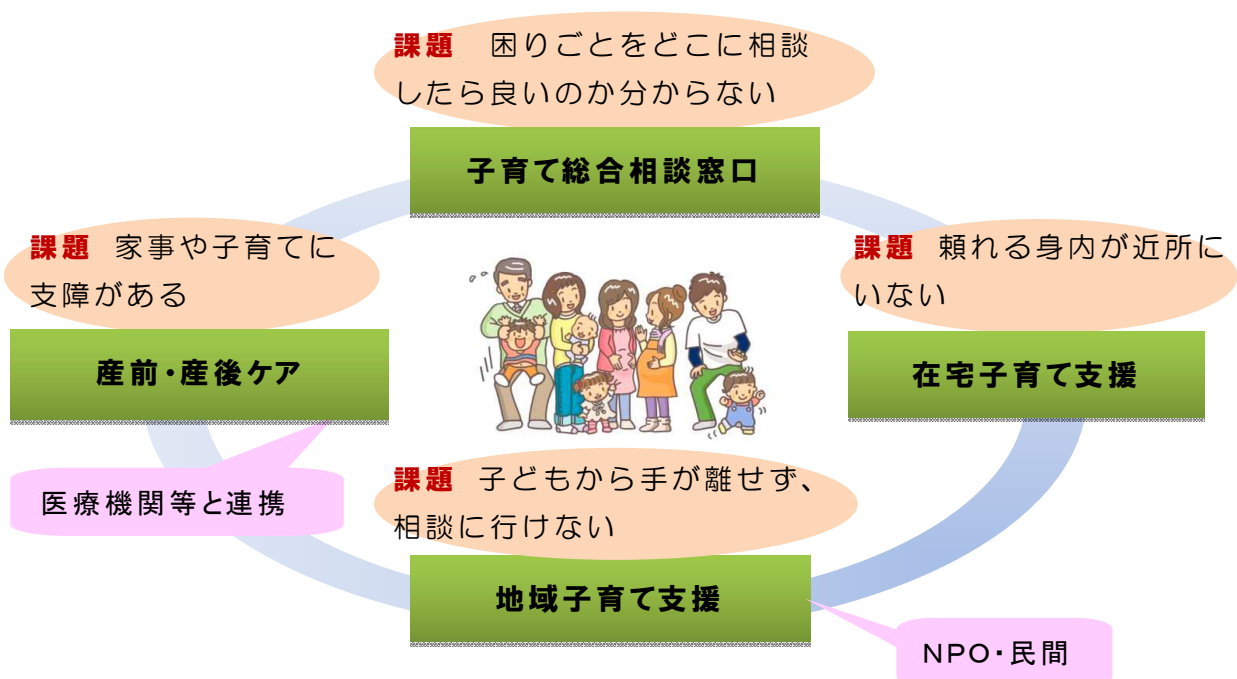 課題　困りごとをどこに相談
したら良いのか分からない
子育て総合相談窓口
課題　家事や子育てに
支障がある
産前・産後ケア
医療機関等と連携
課題　頼れる身内が近所に
いない
在宅子育て支援
課題　子どもから手が離せず、
相談に行けない
地域子育て支援
NPO・民間